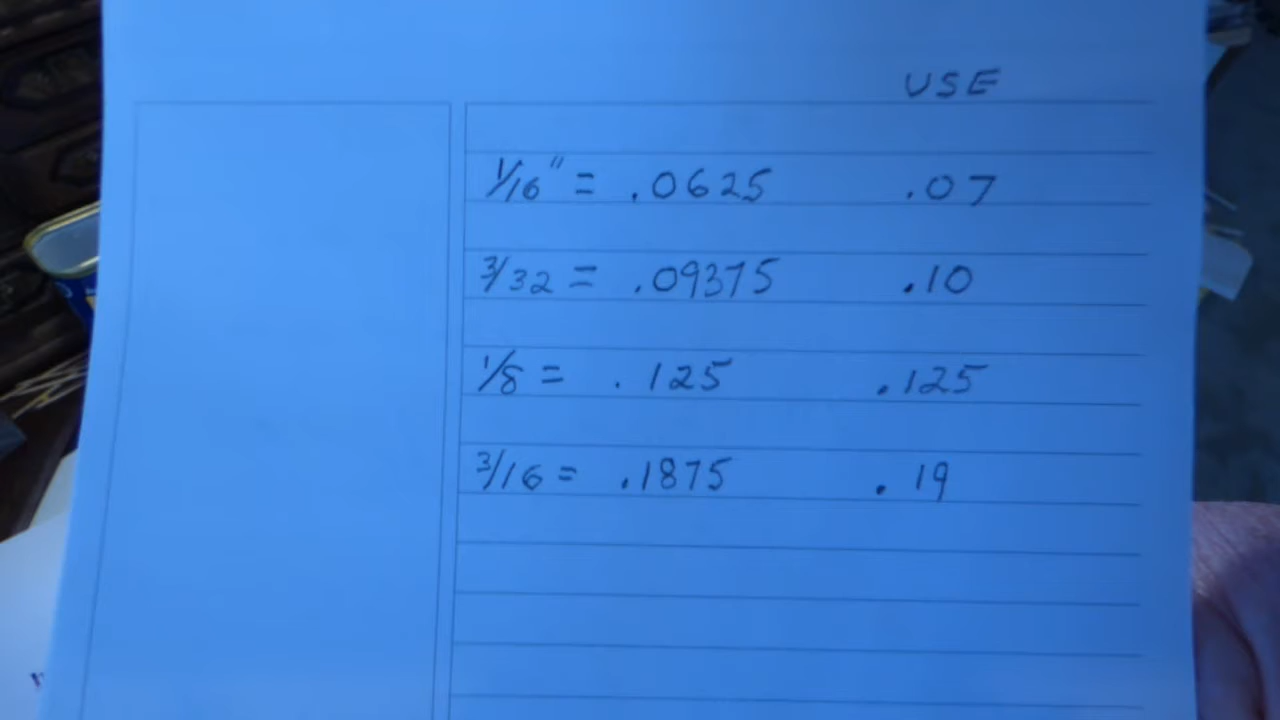 USE
1/16" = .0625 .07
3/32 = .09375 .10
1/8 = .125 .125
3/16 = .1875 .19